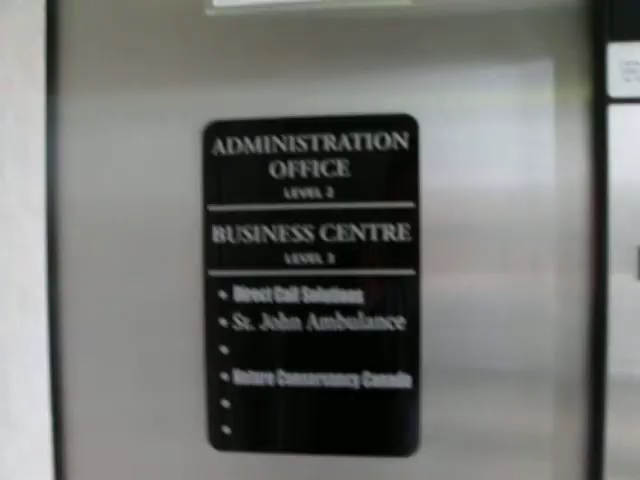 ADMINISTRATION
OFFICE
LEVEL 2
BUSINESS CENTRE
LEVEL 3
• Direct Call Solutions
• St. John Ambulance
•
• Nature Conservancy Canada
•
•